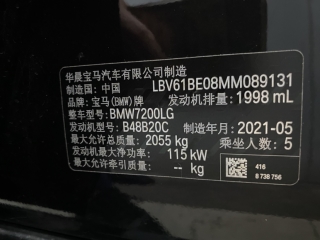 华晨宝马汽车有限公司制造
制造国：中国 LBV61BE08MM089131
品牌：宝马(BMW)牌 发动机排量：1998 mL
整车型号：BMW7200LG
发动机型号：B48B20C 制造年月：2021-05
最大允许总质量：2055 kg 乘坐人数：5
发动机最大净功率：115 kW
最大允许牵引质量：-- kg
416
8 738 756